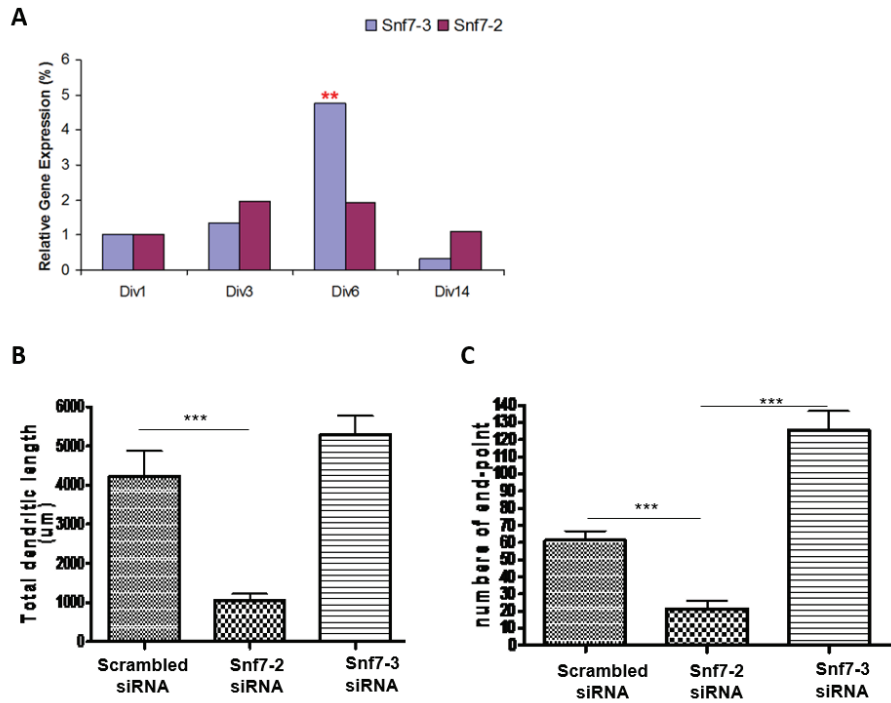 A
Snf7-3 Snf7-2
Relative Gene Expression (%)
6
5
4
3
2
1
0
**
Div1 Div3 Div6 Div14
B
Total dendritic length
(um)
6000
5000
4000
3000
2000
1000
0
***
Scrambled siRNA
Snf7-2 siRNA
Snf7-3 siRNA
C
numbers of end-point
140
130
120
110
100
90
80
70
60
50
40
30
20
10
0
***
***
Scrambled siRNA
Snf7-2 siRNA
Snf7-3 siRNA